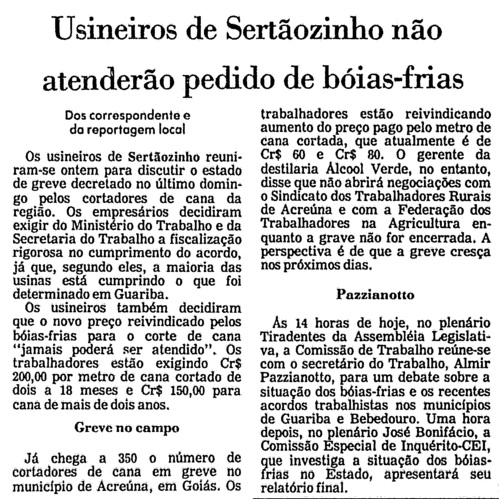 Usineiros de Sertãozinho não
atenderão pedido de bóias-frias
Dos correspondente e
da reportagem local
Os usineiros de Sertãozinho reuni-
ram-se ontem para discutir o estado
de greve decretado no último domin-
go pelos cortadores de cana da
região. Os empresários decidiram
exigir do Ministério do Trabalho e da
Secretaria do Trabalho a fiscalização
rigorosa no cumprimento do acordo,
já que, segundo eles, a maioria das
usinas está cumprindo o que foi
determinado em Guariba.
Os usineiros também decidiram
que o novo preço reivindicado pelos
bóias-frias para o corte de cana
"jamais poderá ser atendido". Os
trabalhadores estão exigindo Cr$
200,00 por metro de cana cortado de
dois a 18 meses e Cr$ 150,00 para
cana de mais de dois anos.
Greve no campo
Já chega a 350 o número de
cortadores de cana em greve no
município de Acreúna, em Goiás. Os
trabalhadores estão reivindicando
aumento do preço pago pelo metro de
cana cortada, que atualmente é de
Cr$ 60 e Cr$ 80. O gerente da
destilaria Álcool Verde, no entanto,
disse que não abrirá negociações com
o Sindicato dos Trabalhadores Rurais
de Acreúna e com a Federação dos
Trabalhadores na Agricultura en-
quanto a grave não for encerrada. A
perspectiva é de que a greve cresça
nos próximos dias.
Pazzianotto
Às 14 horas de hoje, no plenário
Tiradentes da Assembléia Legislati-
va, a Comissão de Trabalho reúne-se
com o secretário do Trabalho, Almir
Pazzianotto, para um debate sobre a
situação dos bóias-frias e os recentes
acordos trabalhistas nos municípios
de Guariba e Bebedouro. Uma hora
depois, no plenário José Bonifácio, a
Comissão Especial de Inquérito-CEI,
que investiga a situação dos bóias-
frias no Estado, apresentará seu
relatório final.